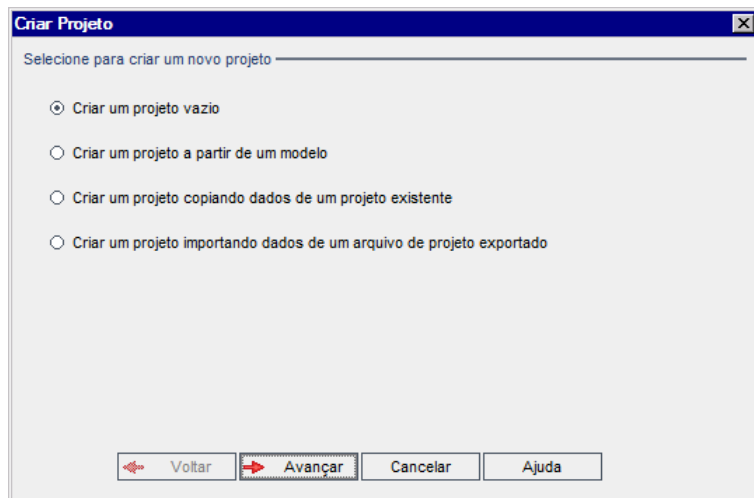 Criar Projeto
Selecione para criar um novo projeto
Criar um projeto vazio
Criar um projeto a partir de um modelo
Criar um projeto copiando dados de um projeto existente
Criar um projeto importando dados de um arquivo de projeto exportado
Voltar Avançar Cancelar Ajuda